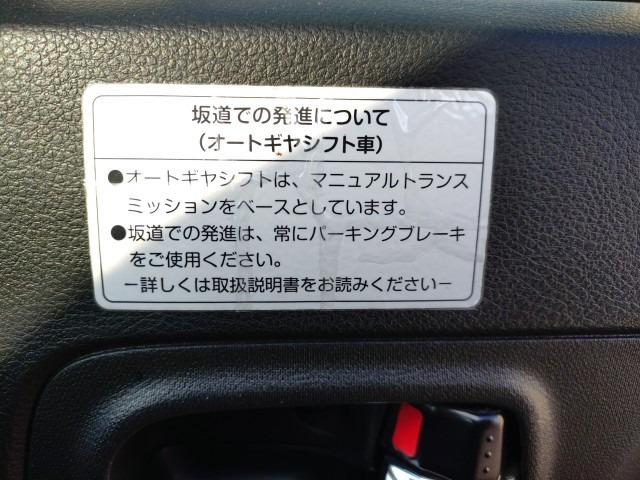 坂道での発進について
(オートギヤシフト車)
●オートギヤシフトは、マニュアルトランス
ミッションをベースとしています。
●坂道での発進は、常にパーキングブレーキ
をご使用ください。
ー詳しくは取扱説明書をお読みくださいー